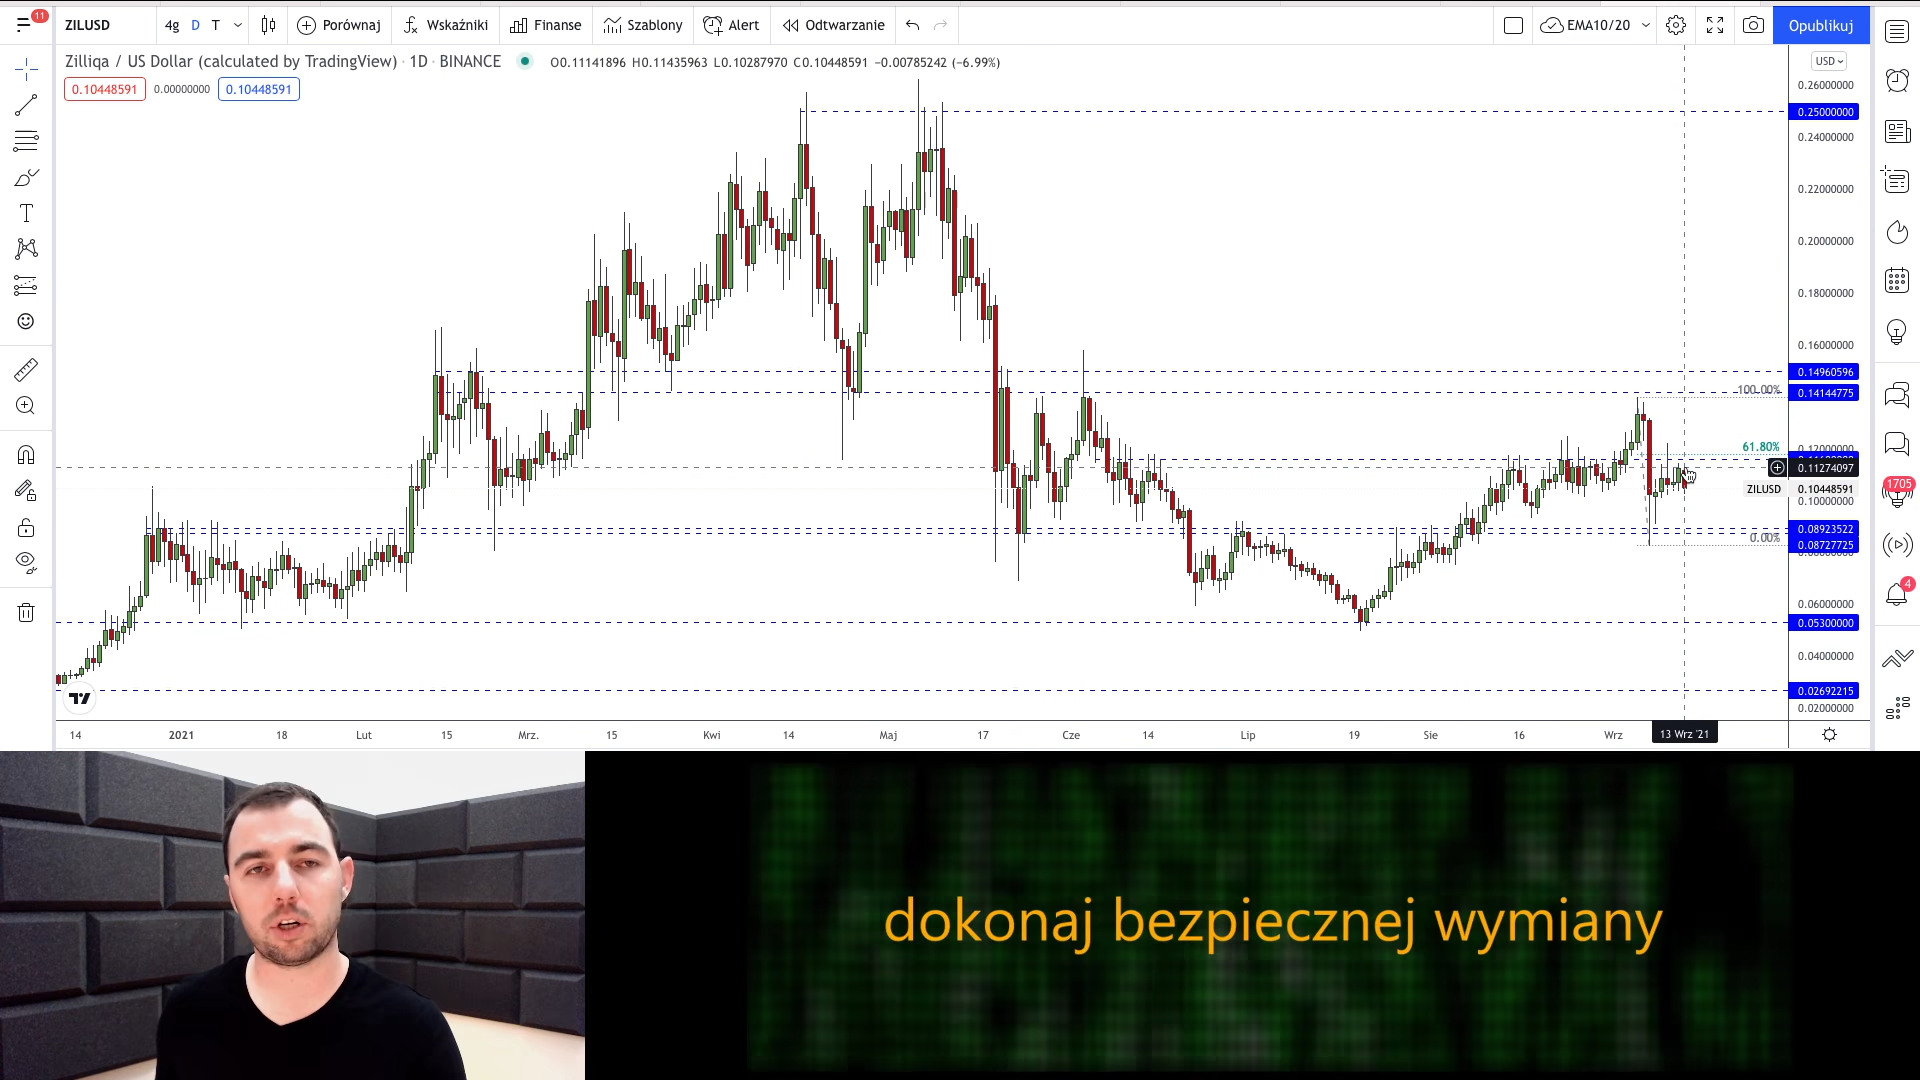 11
ZILUSD
4g D T
Porównaj
Wskaźniki
Finanse
Szablony
Alert
Odtwarzanie
EMA10/20
Opublikuj
Zilliqa / US Dollar (calculated by TradingView) · 1D · BINANCE
O0.11141896 H0.11435963 L0.10287970 C0.10448591 −0.00785242 (−6.99%)
USD
0.10448591 0.00000000 0.10448591
0.26000000
0.25000000
0.24000000
0.22000000
0.20000000
0.18000000
0.16000000
0.14960596
100.00%
0.14144775
61.80%
0.12000000
0.11274097
ZILUSD 0.10448591
0.10000000
0.08923522
0.00%
0.08727725
0.06000000
0.05300000
0.04000000
0.02692215
0.02000000
1705
4
14 2021 18 Lut 15 Mrz. 15 Kwi 14 Maj 17 Cze 14 Lip 19 Sie 16 Wrz 13 Wrz '21
dokonaj bezpiecznej wymiany